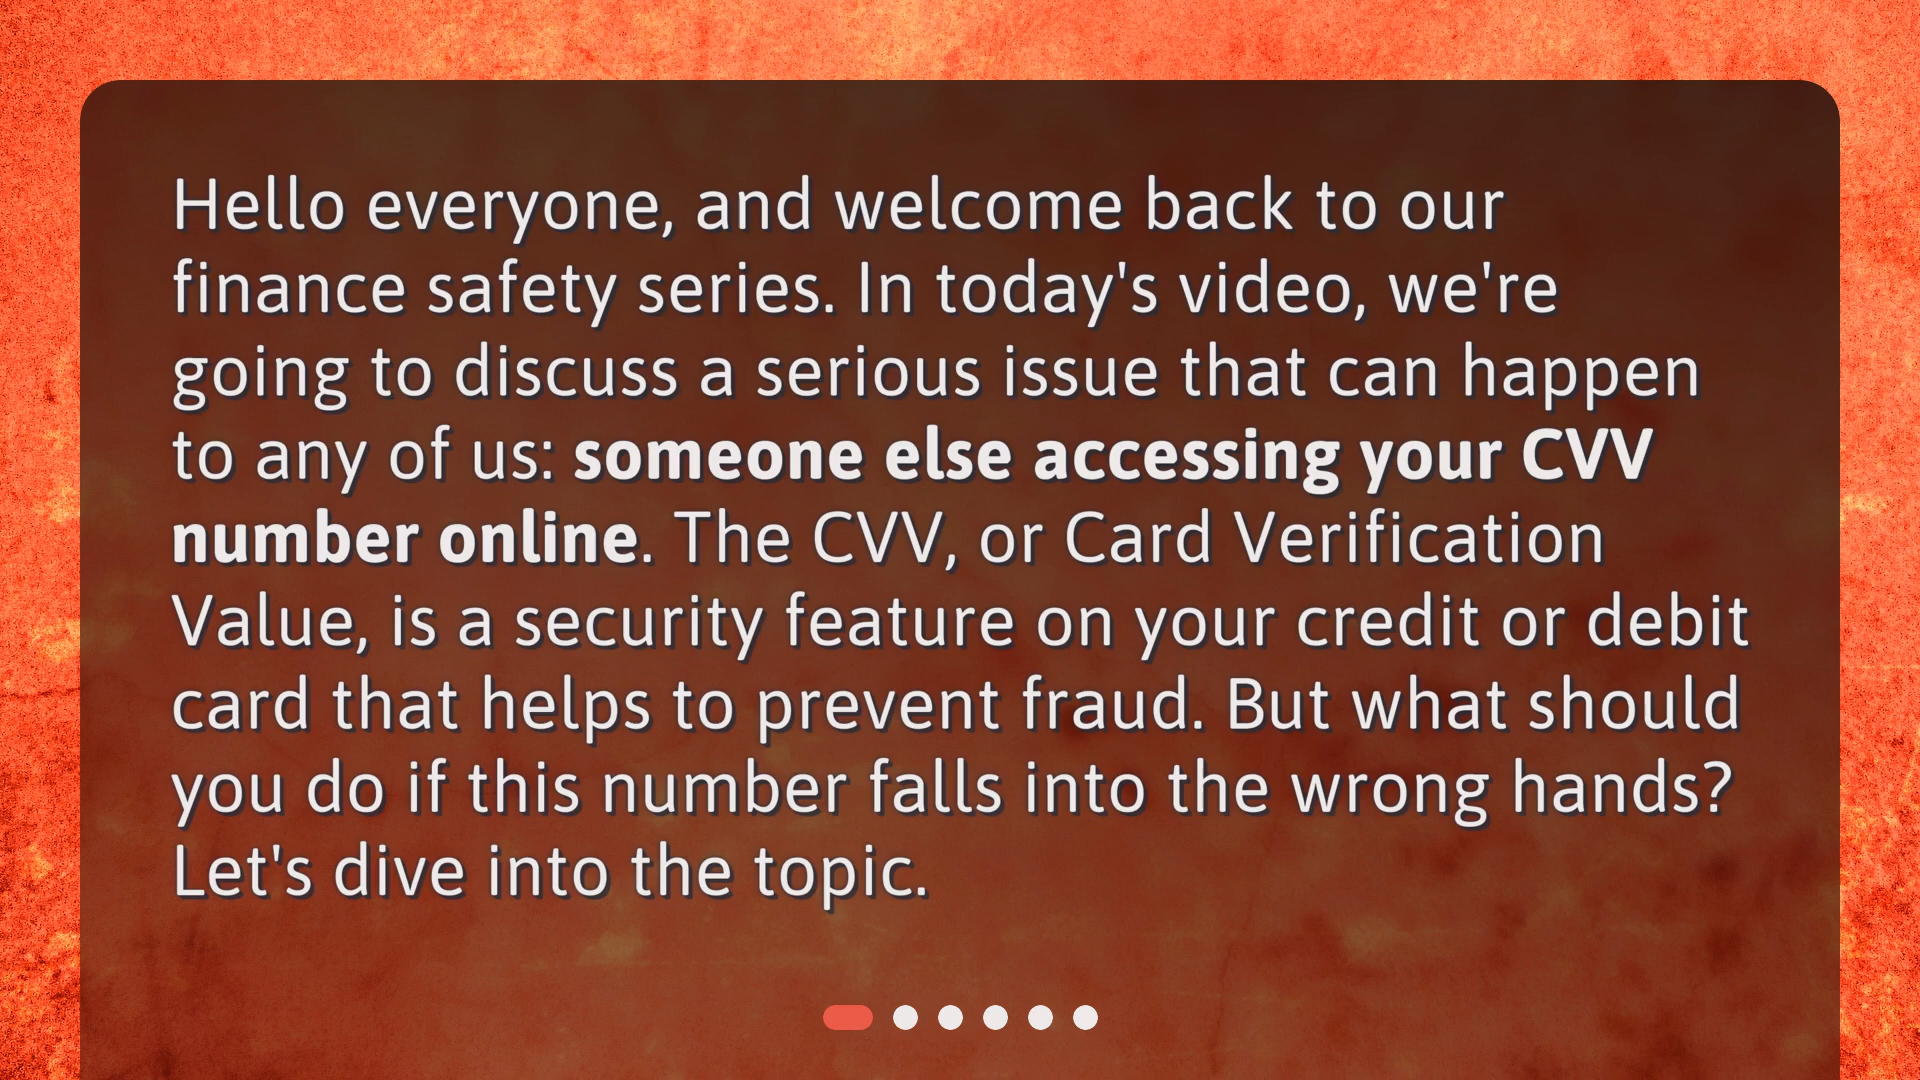 Hello everyone, and welcome back to our
finance safety series. In today's video, we're
going to discuss a serious issue that can happen
to any of us: someone else accessing your CVV
number online. The CVV, or Card Verification
Value, is a security feature on your credit or debit
card that helps to prevent fraud. But what should
you do if this number falls into the wrong hands?
Let's dive into the topic.